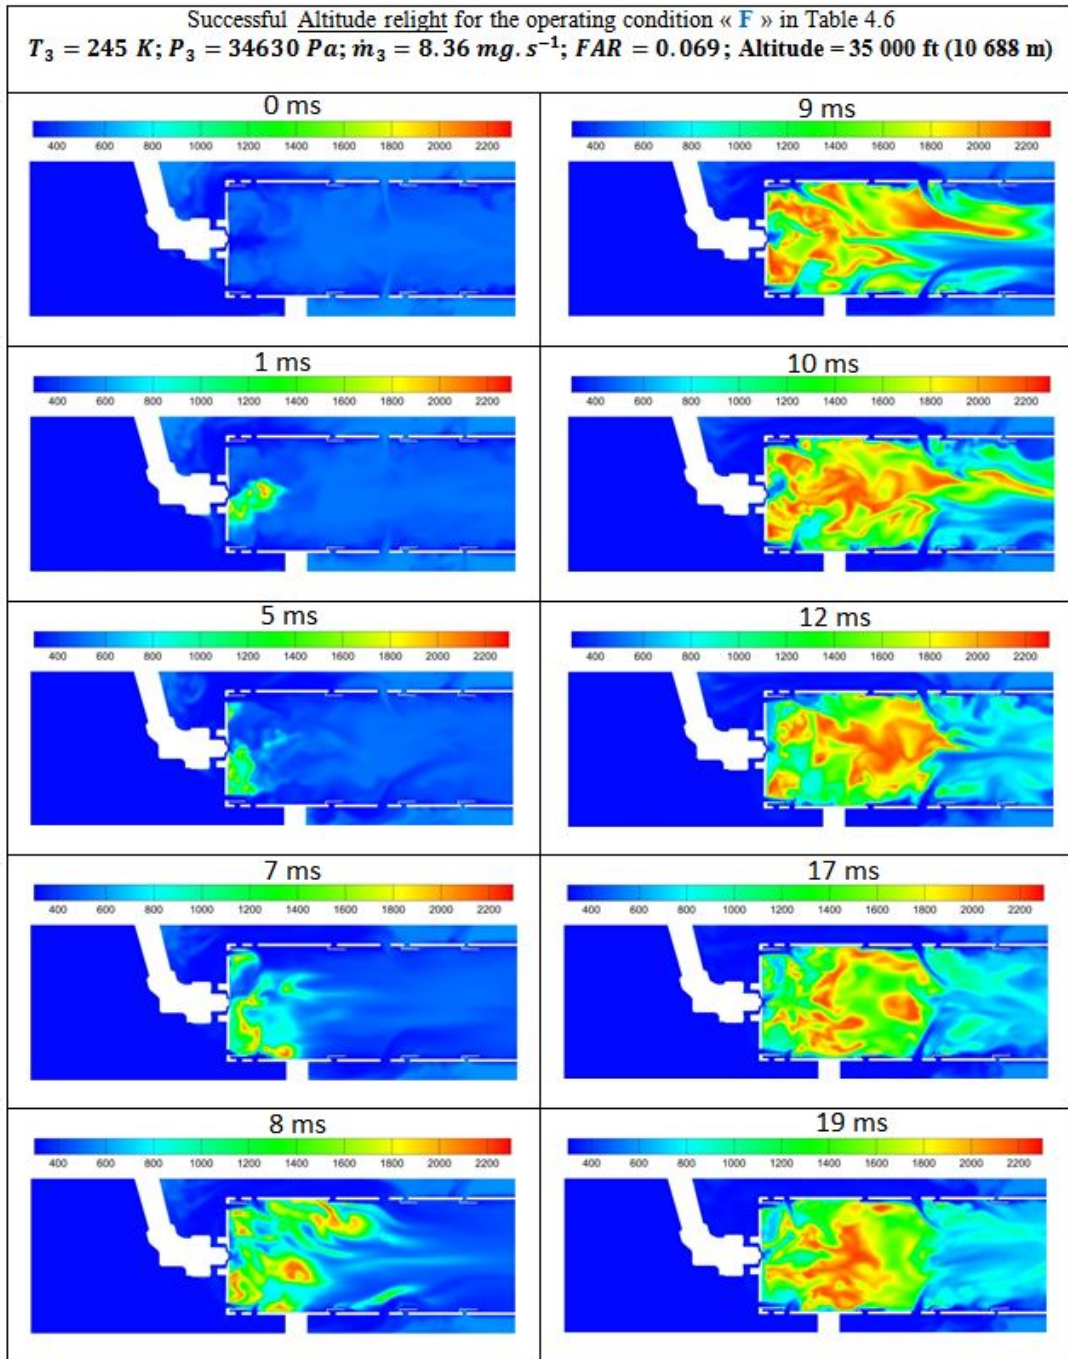 Successful Altitude relight for the operating condition « F » in Table 4.6
T₃ = 245 K; P₃ = 34630 Pa; ṁ₃ = 8.36 mg.s⁻¹; FAR = 0.069; Altitude = 35 000 ft (10 688 m)
0 ms
400 600 800 1000 1200 1400 1600 1800 2000 2200
9 ms
400 600 800 1000 1200 1400 1600 1800 2000 2200
1 ms
400 600 800 1000 1200 1400 1600 1800 2000 2200
10 ms
400 600 800 1000 1200 1400 1600 1800 2000 2200
5 ms
400 600 800 1000 1200 1400 1600 1800 2000 2200
12 ms
400 600 800 1000 1200 1400 1600 1800 2000 2200
7 ms
400 600 800 1000 1200 1400 1600 1800 2000 2200
17 ms
400 600 800 1000 1200 1400 1600 1800 2000 2200
8 ms
400 600 800 1000 1200 1400 1600 1800 2000 2200
19 ms
400 600 800 1000 1200 1400 1600 1800 2000 2200